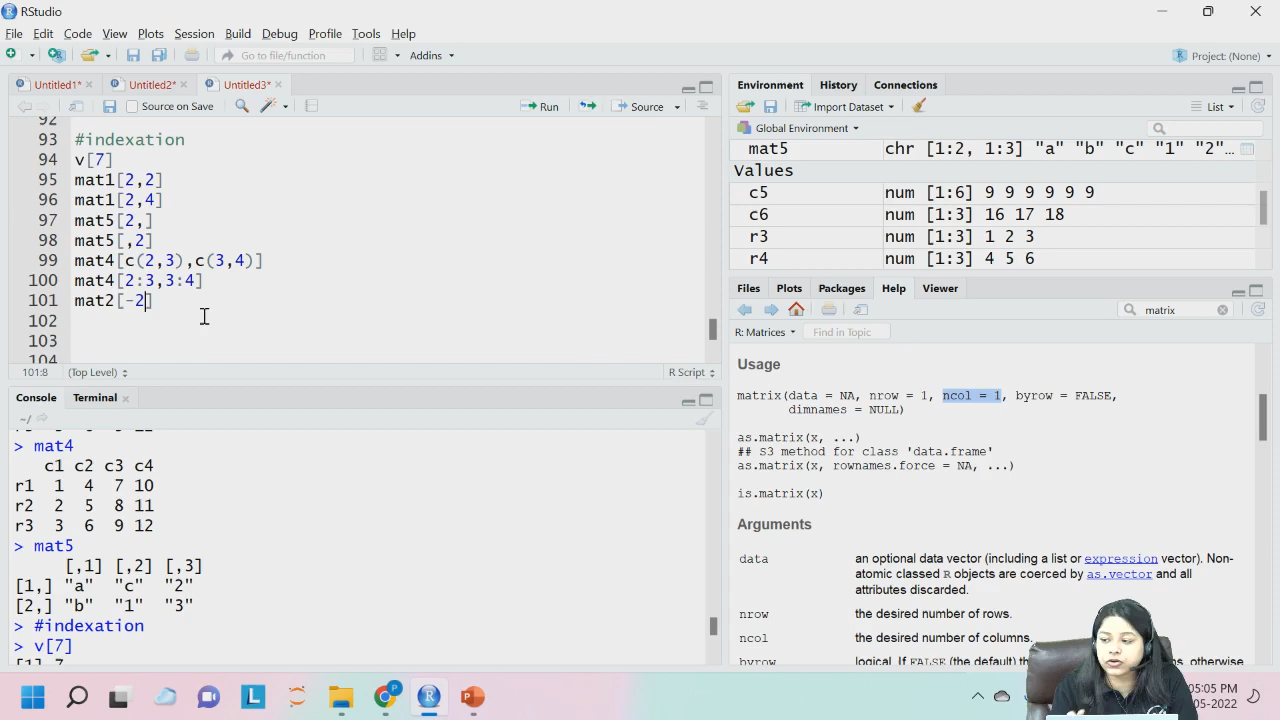 RStudio
File Edit Code View Plots Session Build Debug Profile Tools Help
Go to file/function Addins Project: (None)
Untitled1* Untitled2* Untitled3*
Source on Save Run Source
92
93 #indexation
94 v[7]
95 mat1[2,2]
96 mat1[2,4]
97 mat5[2,]
98 mat5[,2]
99 mat4[c(2,3),c(3,4)]
100 mat4[2:3,3:4]
101 mat2[-2]
102
103
104
101:8 (Top Level) R Script
Console Terminal
~/
> mat4
c1 c2 c3 c4
r1 1 4 7 10
r2 2 5 8 11
r3 3 6 9 12
> mat5
[,1] [,2] [,3]
[1,] "a" "c" "2"
[2,] "b" "1" "3"
> #indexation
> v[7]
[1] 7
Environment History Connections
Import Dataset List
Global Environment
mat5 chr [1:2, 1:3] "a" "b" "c" "1" "2"...
Values
c5 num [1:6] 9 9 9 9 9 9
c6 num [1:3] 16 17 18
r3 num [1:3] 1 2 3
r4 num [1:3] 4 5 6
Files Plots Packages Help Viewer
matrix
R: Matrices Find in Topic
Usage
matrix(data = NA, nrow = 1, ncol = 1, byrow = FALSE,
dimnames = NULL)
as.matrix(x, ...)
## S3 method for class 'data.frame'
as.matrix(x, rownames.force = NA, ...)
is.matrix(x)
Arguments
data an optional data vector (including a list or expression vector). Non-
atomic classed R objects are coerced by as.vector and all
attributes discarded.
nrow the desired number of rows.
ncol the desired number of columns.
byrow logical. If FALSE (the default) th
otherwise
05:05 PM
05-2022